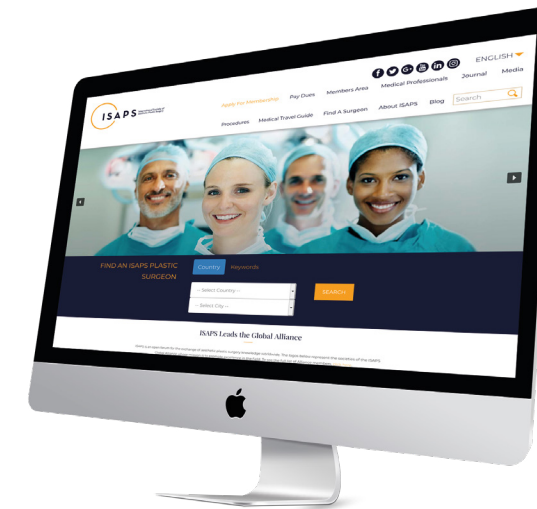 ENGLISH
Apply For Membership Pay Dues Members Area Medical Professionals Journal Media
Procedures Medical Travel Guide Find A Surgeon About ISAPS Blog Search
ISAPS
FIND AN ISAPS PLASTIC
SURGEON
Country Keywords
-- Select Country --
-- Select City --
SEARCH
ISAPS Leads the Global Alliance